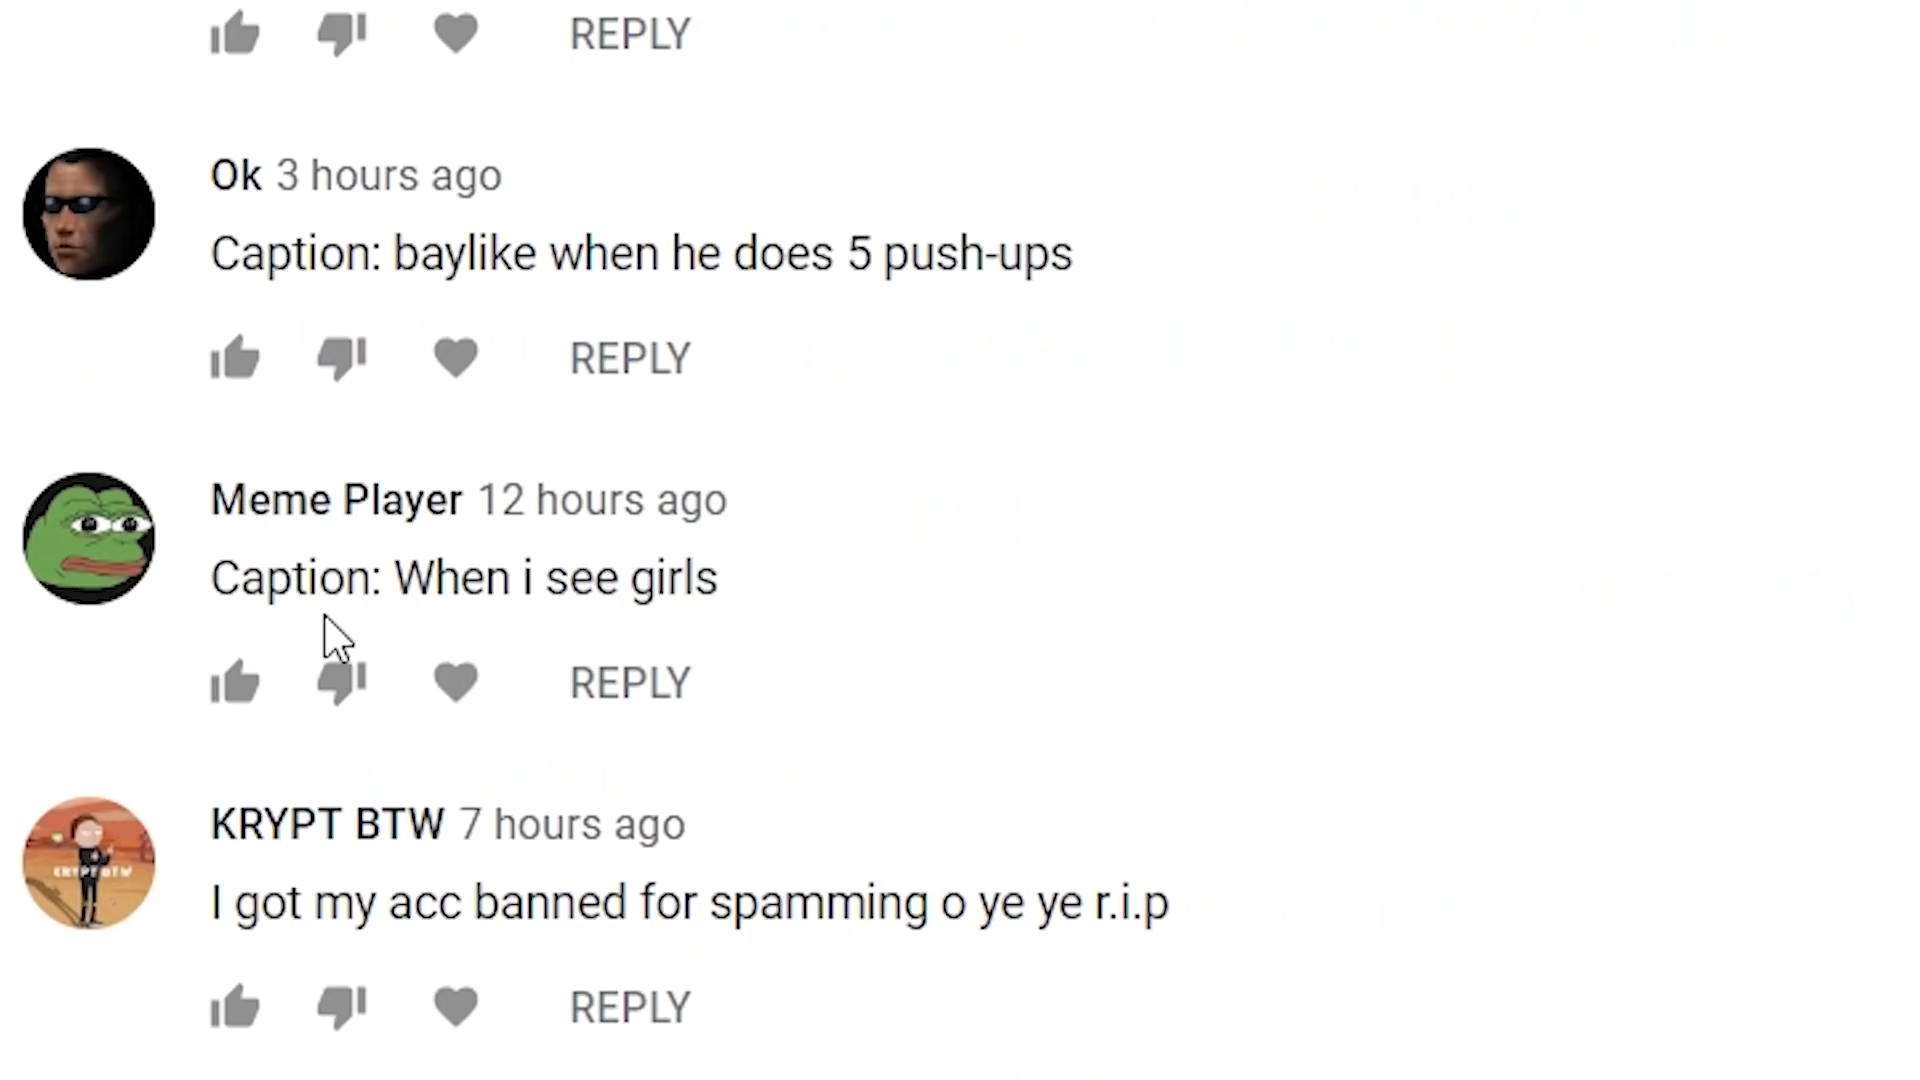 REPLY
Ok 3 hours ago
Caption: baylike when he does 5 push-ups
REPLY
Meme Player 12 hours ago
Caption: When i see girls
REPLY
KRYPT BTW 7 hours ago
KRYPT BTW
I got my acc banned for spamming o ye ye r.i.p
REPLY